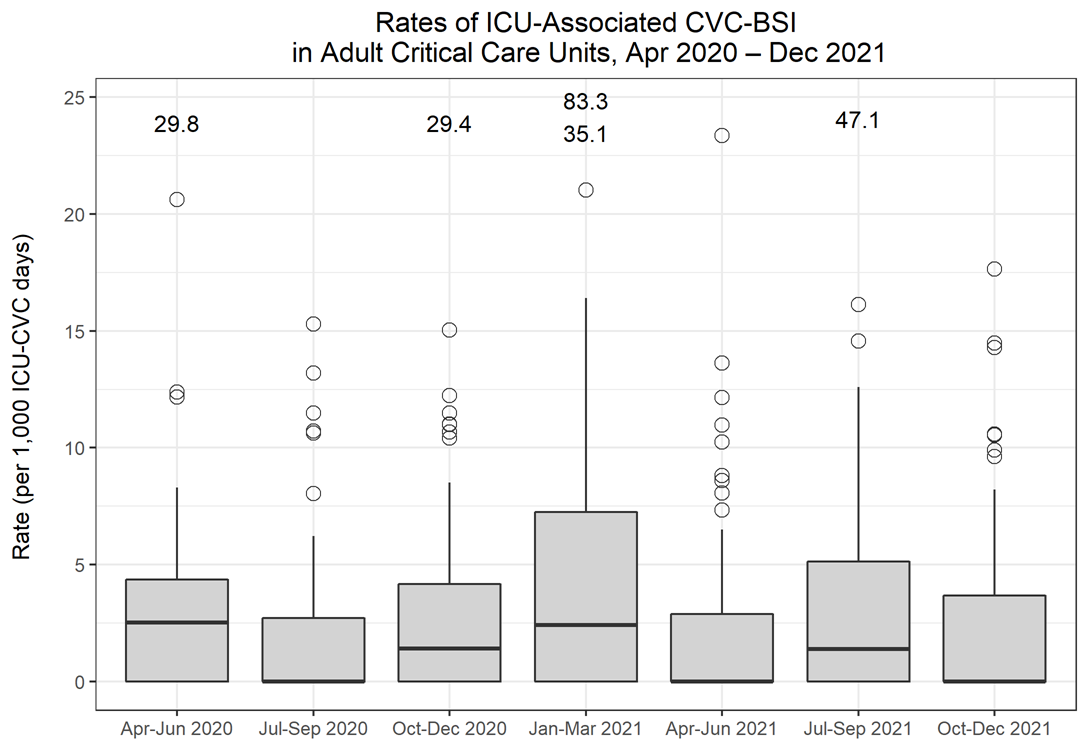 Rates of ICU-Associated CVC-BSI
in Adult Critical Care Units, Apr 2020 – Dec 2021
Rate (per 1,000 ICU-CVC days)
25
20
15
10
5
0
29.8
29.4
83.3
35.1
47.1
Apr-Jun 2020
Jul-Sep 2020
Oct-Dec 2020
Jan-Mar 2021
Apr-Jun 2021
Jul-Sep 2021
Oct-Dec 2021